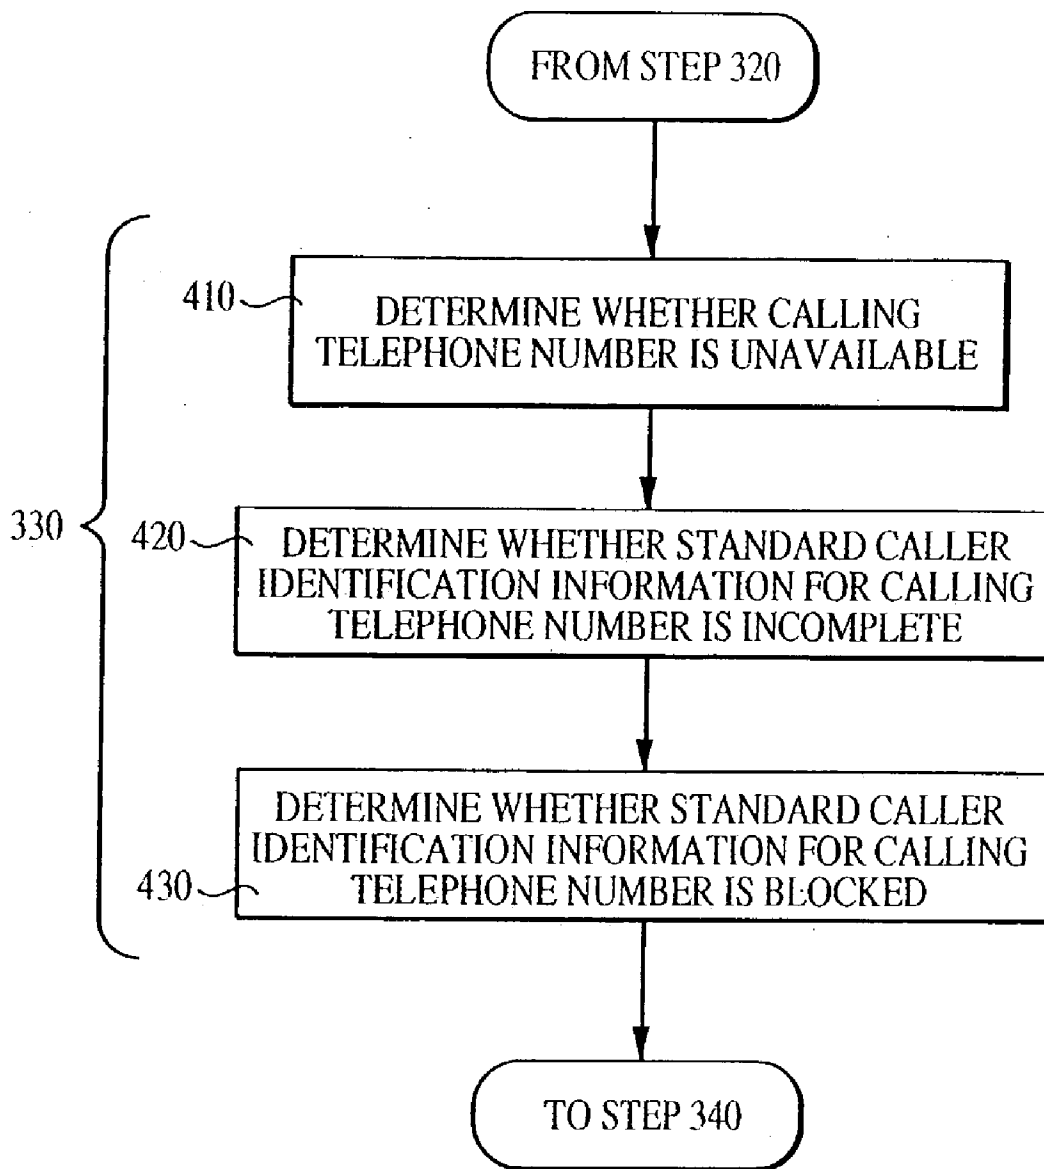 FROM STEP 320
410
DETERMINE WHETHER CALLING
TELEPHONE NUMBER IS UNAVAILABLE
330
420
DETERMINE WHETHER STANDARD CALLER
IDENTIFICATION INFORMATION FOR CALLING
TELEPHONE NUMBER IS INCOMPLETE
DETERMINE WHETHER STANDARD CALLER
IDENTIFICATION INFORMATION FOR CALLING
TELEPHONE NUMBER IS BLOCKED
430
TO STEP 340